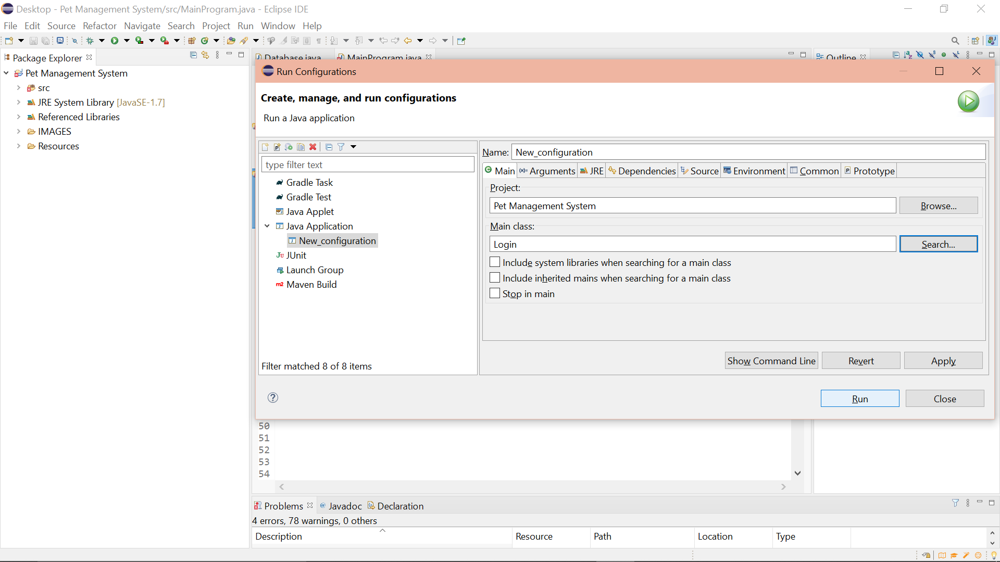 Desktop - Pet Management System/src/MainProgram.java - Eclipse IDE
File Edit Source Refactor Navigate Search Project Run Window Help
Package Explorer
Database.java MainProgram.java
Outline
Pet Management System
src
JRE System Library [JavaSE-1.7]
Referenced Libraries
IMAGES
Resources
Run Configurations
Create, manage, and run configurations
Run a Java application
type filter text
Gradle Task
Gradle Test
Java Applet
Java Application
New_configuration
JUnit
Launch Group
Maven Build
Filter matched 8 of 8 items
Name: New_configuration
Main Arguments JRE Dependencies Source Environment Common Prototype
Project:
Pet Management System Browse...
Main class:
Login Search...
Include system libraries when searching for a main class
Include inherited mains when searching for a main class
Stop in main
Show Command Line Revert Apply
Run Close
50
51
52
53
54
Problems Javadoc Declaration
4 errors, 78 warnings, 0 others
Description Resource Path Location Type